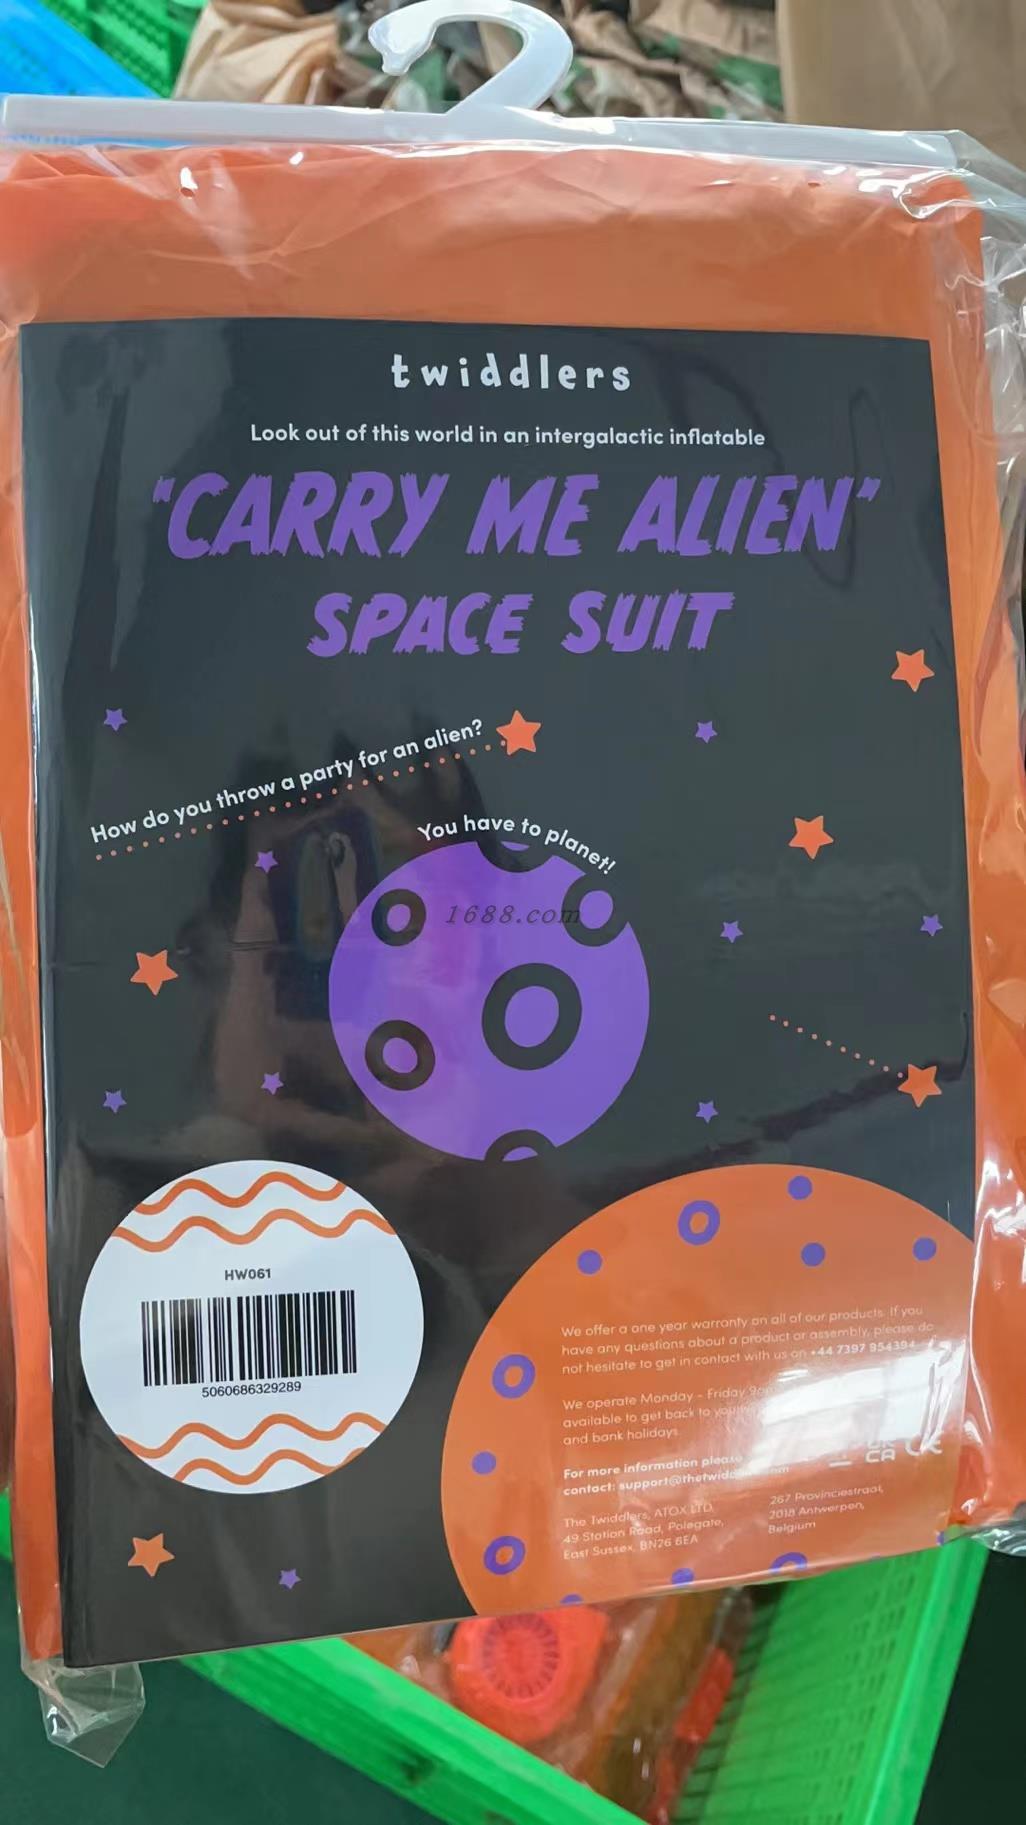 twiddlers
Look out of this world in an intergalactic inflatable
"CARRY ME ALIEN"
SPACE SUIT
How do you throw a party for an alien?
You have to planet!
1688.com
HW061
5060686329289
We offer a one year warranty on all of our products. If you
have any questions about a product or assembly, please do
not hesitate to get in contact with us on +44 7397 954394
We operate Monday - Friday
available to get back to
and bank holidays.
For more information please
contact:
UK
CA CE
The Twiddlers, ATOX LTD,
49 Station Road, Polegate,
East Sussex, BN26 6EA
267 Provinciestraat,
2018 Antwerpen,
Belgium